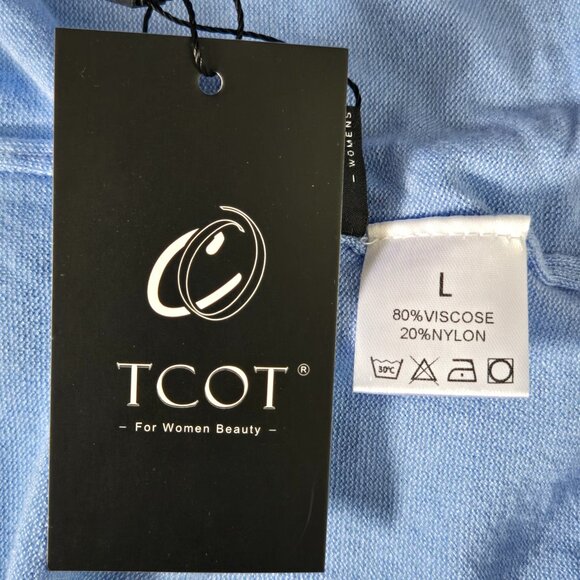 TCOT®
– For Women Beauty –
– WOMENS
L
80%VISCOSE
20%NYLON
30°C